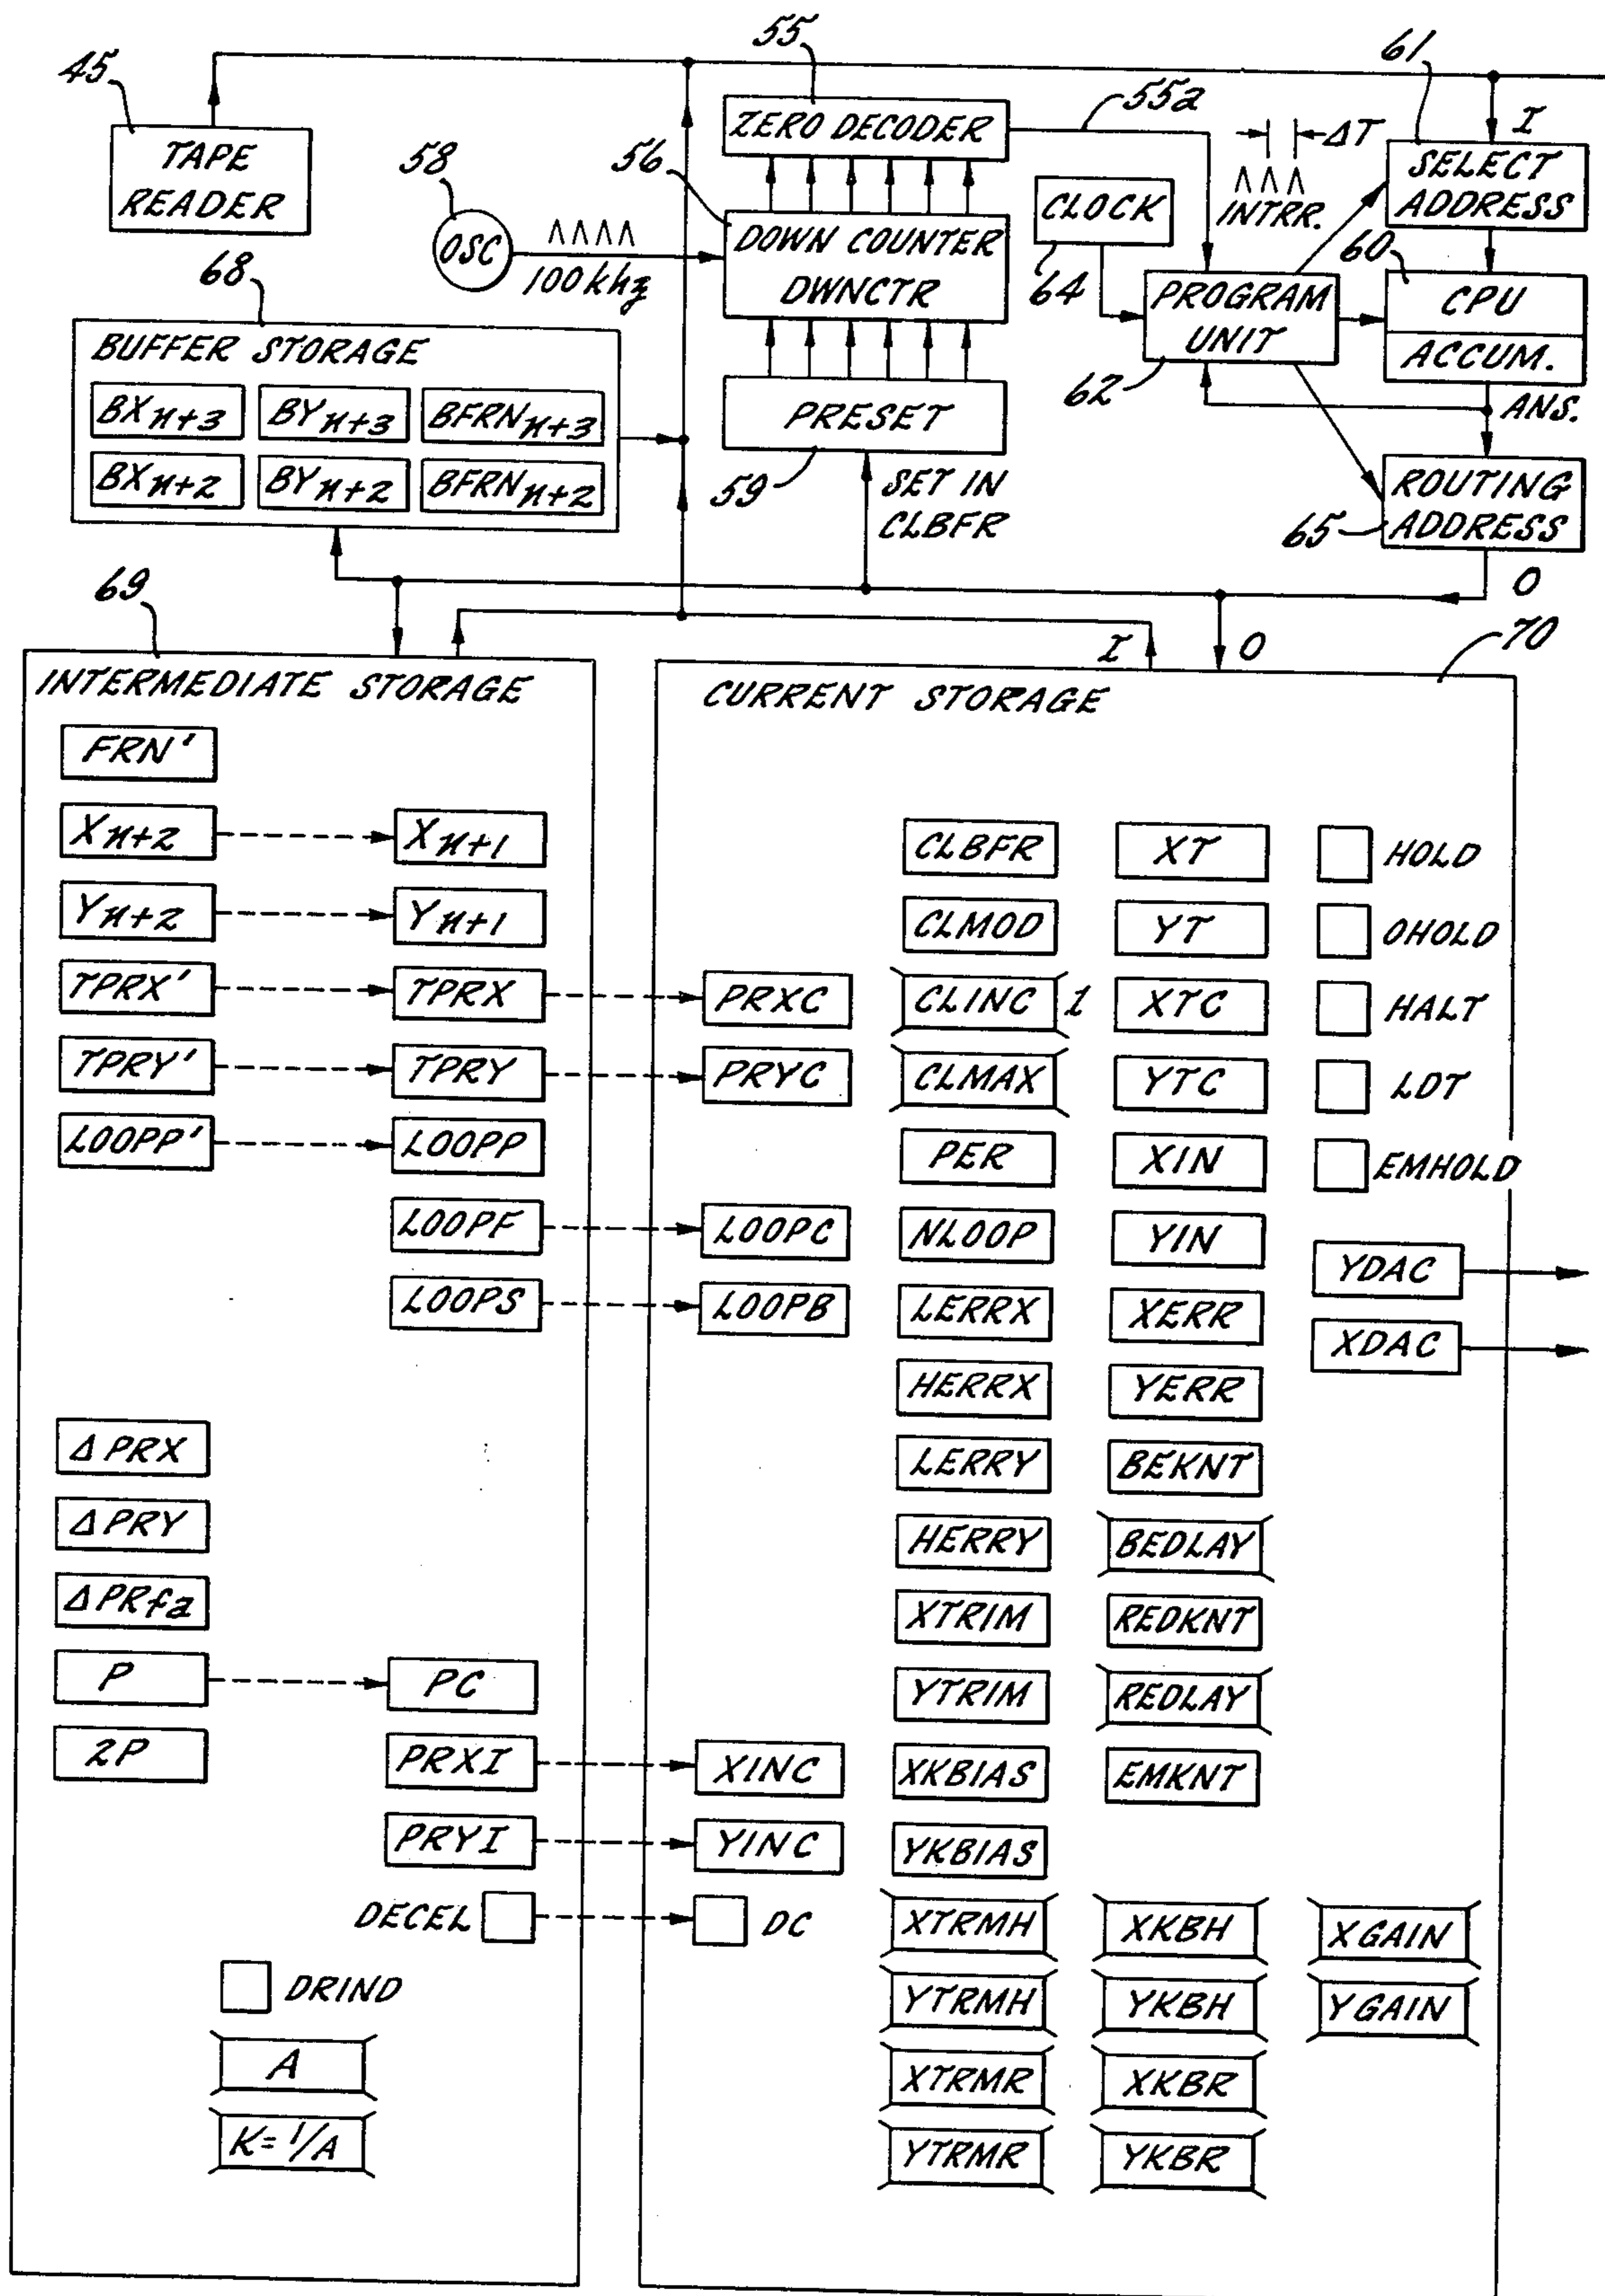 55
61
45
55a
ΔT
I
TAPE
READER
58
56
ZERO DECODER
CLOCK
INTRR.
SELECT
ADDRESS
OSC
100 khz
DOWN COUNTER
DWNCTR
64
PROGRAM
UNIT
60
CPU
ACCUM.
68
BUFFER STORAGE
BXn+3 BYn+3 BFRNn+3
BXn+2 BYn+2 BFRNn+2
PRESET
59
SET IN
CLBFR
62
ANS.
ROUTING
ADDRESS
65
O
69
I
O
70
INTERMEDIATE STORAGE
FRN'
Xn+2 Xn+1
Yn+2 Yn+1
TPRX' TPRX
TPRY' TPRY
LOOPP' LOOPP
LOOPF
LOOPS
ΔPRX
ΔPRY
ΔPRfa
P PC
2P PRXI
PRYI
DECEL
DRIND
A
K=1/A
CURRENT STORAGE
CLBFR XT HOLD
CLMOD YT OHOLD
PRXC CLINC 1 XTC HALT
PRYC CLMAX YTC LDT
PER XIN EMHOLD
LOOPC NLOOP YIN YDAC
LOOPB LERRX XERR XDAC
HERRX YERR
LERRY BEKNT
HERRY BEDLAY
XTRIM REDKNT
YTRIM REDLAY
XINC XKBIAS EMKNT
YINC YKBIAS
DC XTRMH XKBH XGAIN
YTRMH YKBH YGAIN
XTRMR XKBR
YTRMR YKBR